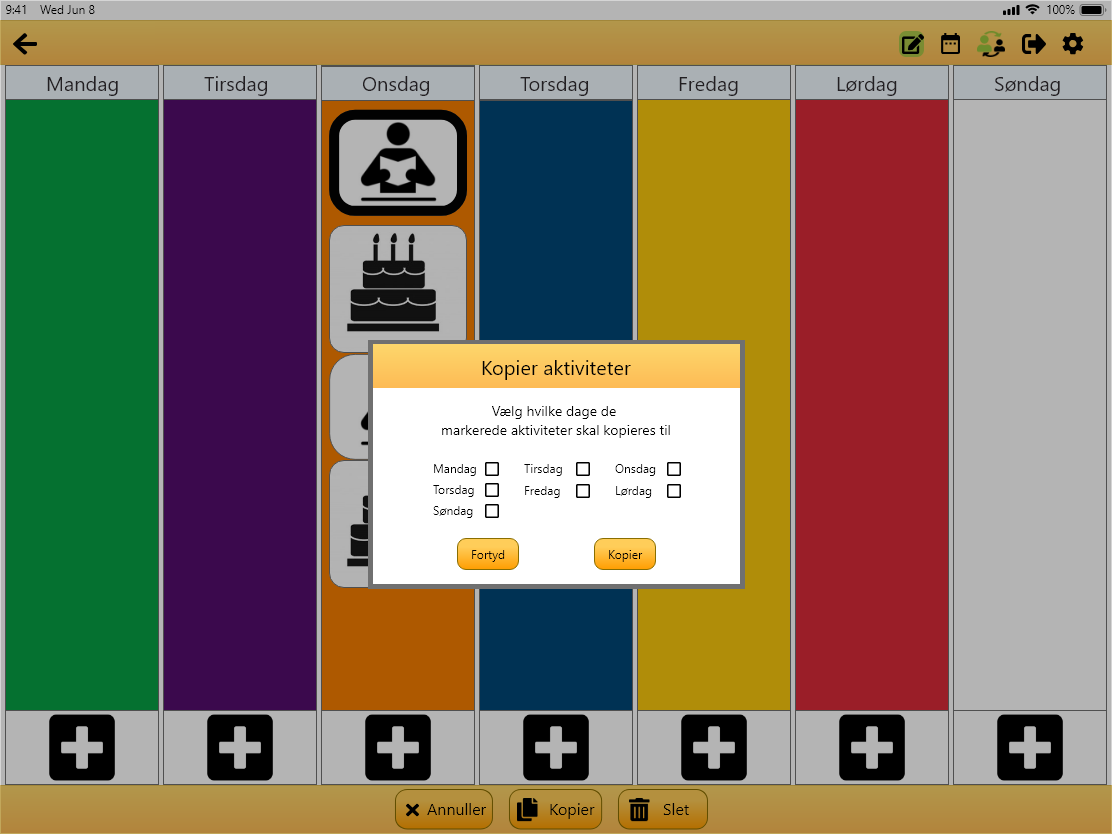 9:41 Wed Jun 8 100%
Mandag Tirsdag Onsdag Torsdag Fredag Lørdag Søndag
Kopier aktiviteter
Vælg hvilke dage de
markerede aktiviteter skal kopieres til
Mandag Tirsdag Onsdag
Torsdag Fredag Lørdag
Søndag
Fortyd Kopier
Annuller Kopier Slet